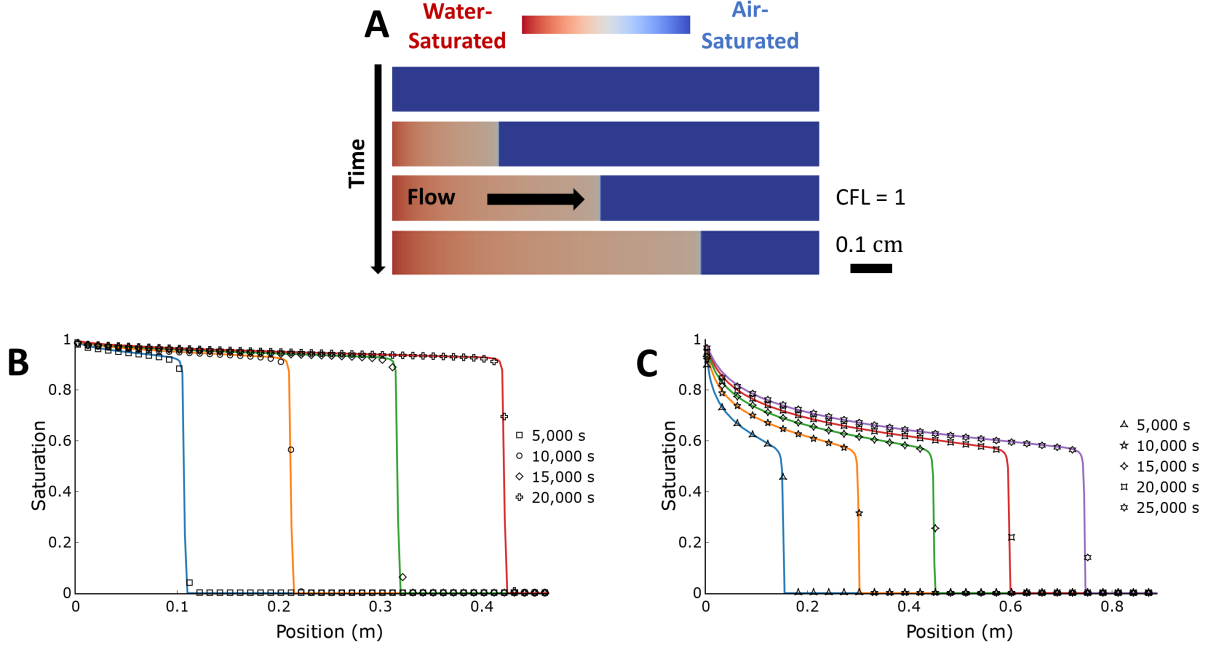 A
Water-
Saturated
Air-
Saturated
Time
Flow
CFL = 1
0.1 cm
B
Saturation
1
0.8
0.6
0.4
0.2
0
0
0.1
0.2
0.3
0.4
Position (m)
5,000 s
10,000 s
15,000 s
20,000 s
C
Saturation
1
0.8
0.6
0.4
0.2
0
0
0.2
0.4
0.6
0.8
Position (m)
5,000 s
10,000 s
15,000 s
20,000 s
25,000 s